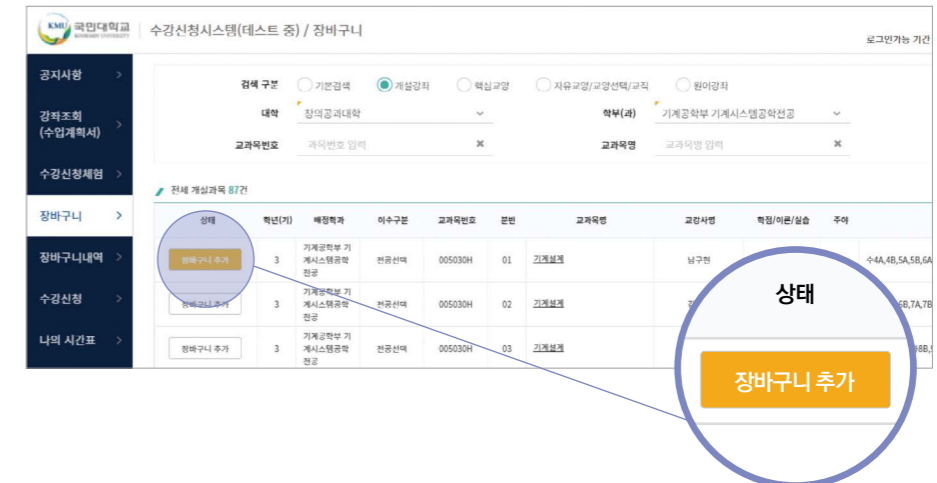 KMU 국민대학교
수강신청시스템(테스트 중) / 장바구니
로그인가능 기간
공지사항 >
강좌조회
(수업계획서) >
수강신청체험 >
장바구니 >
장바구니내역 >
수강신청 >
나의 시간표 >
검색 구분 기본검색 개설강좌 핵심교양 자유교양/교양선택/교직 원어강좌
대학 창의공과대학 학부(과) 기계공학부 기계시스템공학전공
교과목번호 과목번호 입력 교과목명 교과목명 입력
전체 개설과목 87건
상태 학년(기) 배정학과 이수구분 교과목번호 분반 교과목명 교강사명 학점/이론/실습 주야
장바구니 추가 3 기계공학부 기
계시스템공학
전공 전공선택 005030H 01 기계설계 남구현 수4A,4B,5A,5B,6A
장바구니 추가 3 기계공학부 기
계시스템공학
전공 전공선택 005030H 02 기계설계 6B,7A,7B
장바구니 추가 3 기계공학부 기
계시스템공학
전공 전공선택 005030H 03 기계설계
상태
장바구니 추가